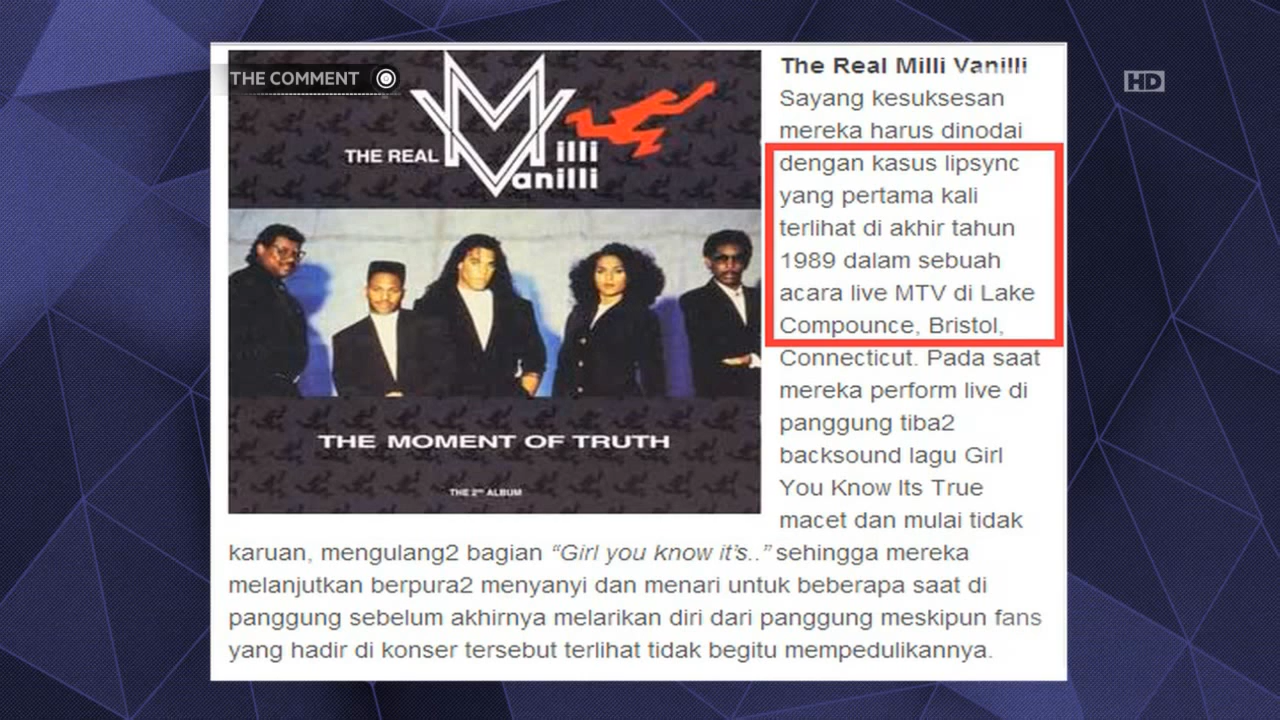 THE COMMENT
HD
THE REAL Milli
Vanilli
THE MOMENT OF TRUTH
THE 2ND ALBUM
The Real Milli Vanilli
Sayang kesuksesan
mereka harus dinodai
dengan kasus lipsync
yang pertama kali
terlihat di akhir tahun
1989 dalam sebuah
acara live MTV di Lake
Compounce, Bristol,
Connecticut. Pada saat
mereka perform live di
panggung tiba2
backsound lagu Girl
You Know Its True
macet dan mulai tidak
karuan, mengulang2 bagian “Girl you know it’s..” sehingga mereka
melanjutkan berpura2 menyanyi dan menari untuk beberapa saat di
panggung sebelum akhirnya melarikan diri dari panggung meskipun fans
yang hadir di konser tersebut terlihat tidak begitu mempedulikannya.